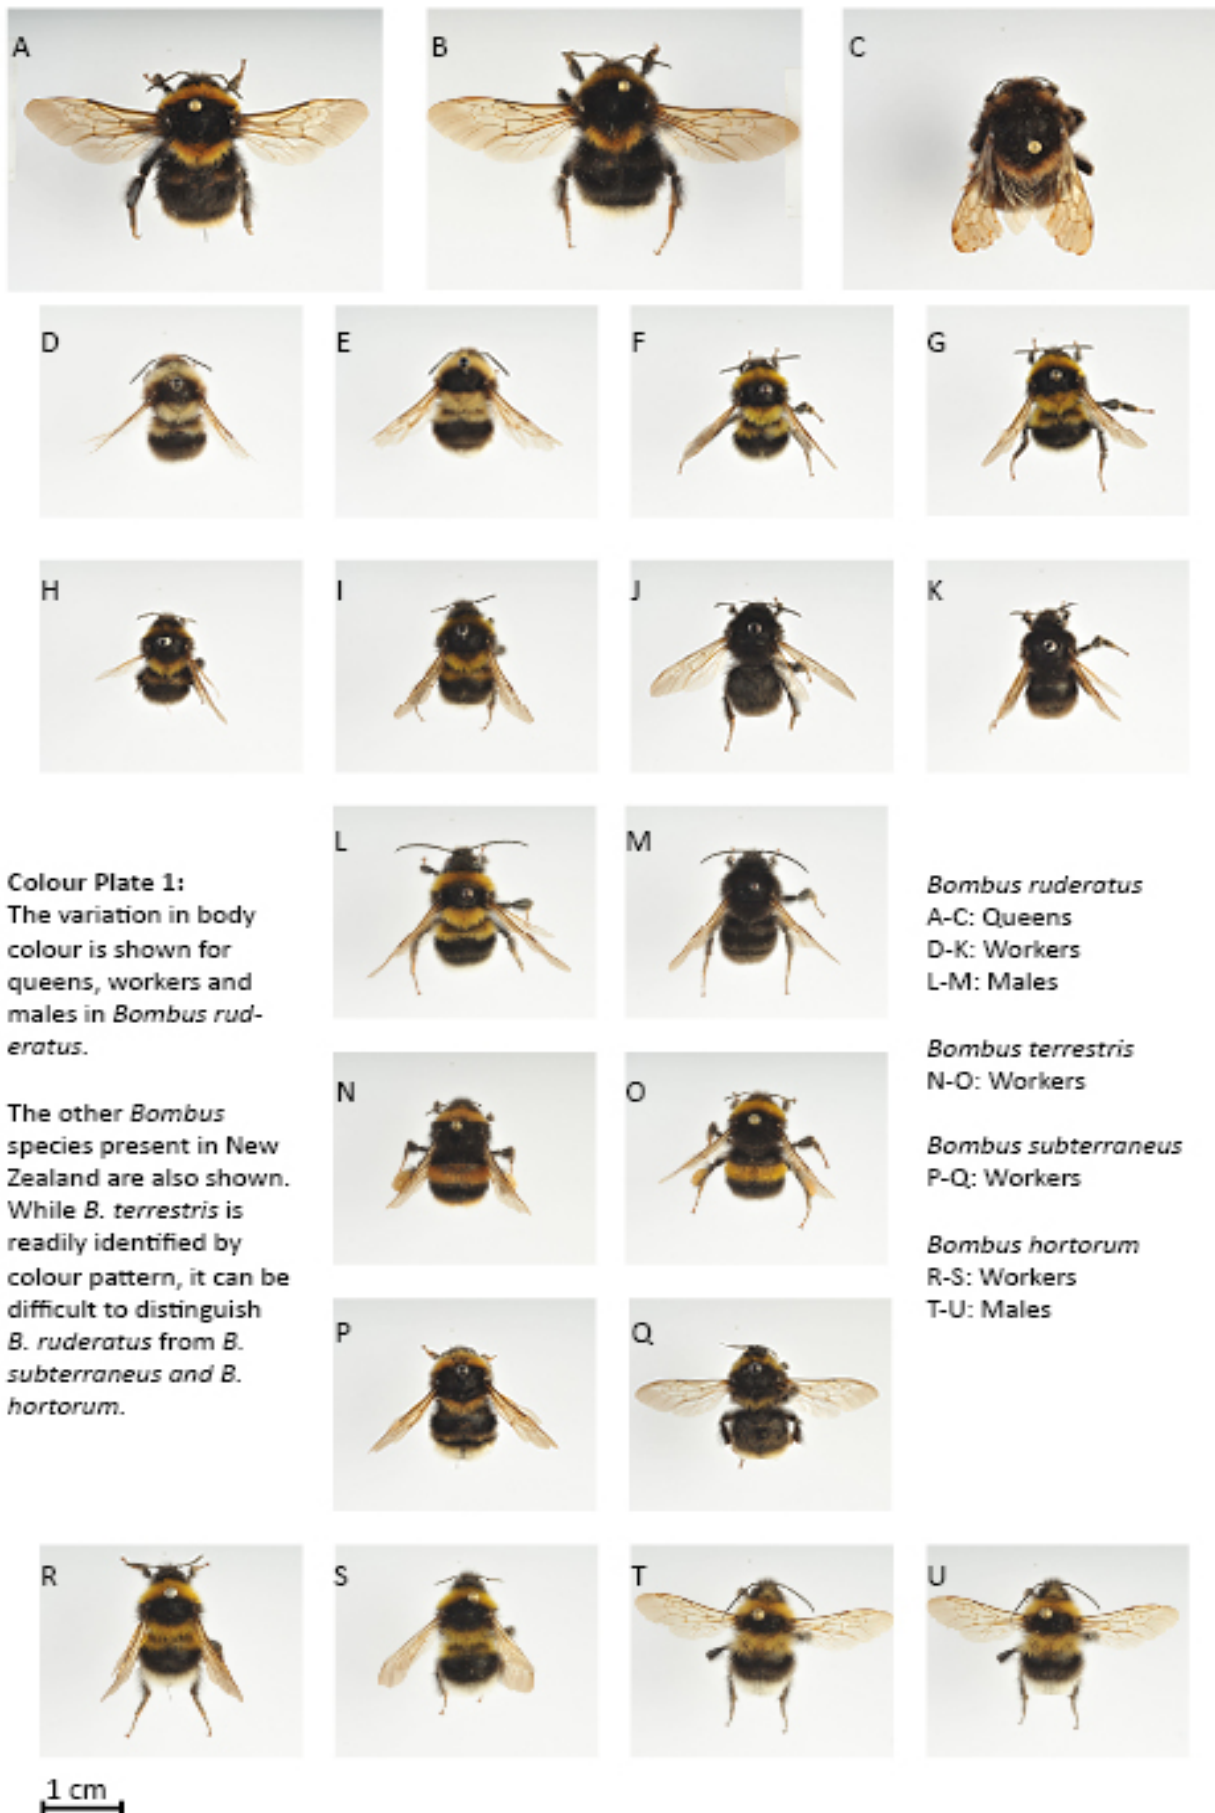 A
B
C
D
E
F
G
H
I
J
K
L
M
Colour Plate 1:
The variation in body
colour is shown for
queens, workers and
males in Bombus rud-
eratus.
The other Bombus
species present in New
Zealand are also shown.
While B. terrestris is
readily identified by
colour pattern, it can be
difficult to distinguish
B. ruderatus from B.
subterraneus and B.
hortorum.
Bombus ruderatus
A-C: Queens
D-K: Workers
L-M: Males
Bombus terrestris
N-O: Workers
Bombus subterraneus
P-Q: Workers
Bombus hortorum
R-S: Workers
T-U: Males
N
O
P
Q
R
S
T
U
1 cm